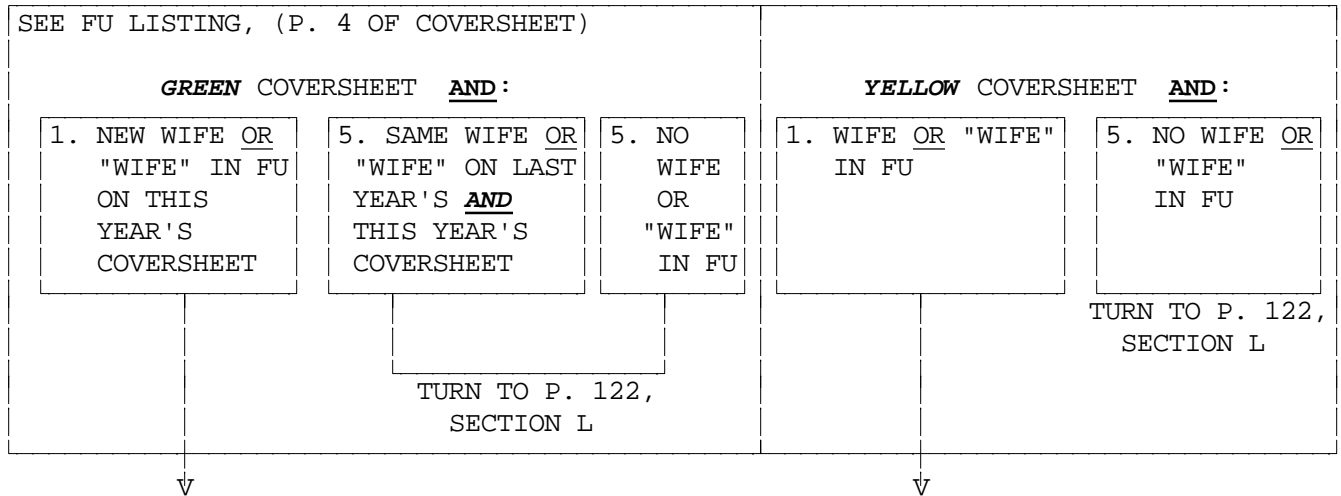 SEE FU LISTING, (P. 4 OF COVERSHEET)
GREEN COVERSHEET AND:
1. NEW WIFE OR
"WIFE" IN FU
ON THIS
YEAR'S
COVERSHEET
5. SAME WIFE OR
"WIFE" ON LAST
YEAR'S AND
THIS YEAR'S
COVERSHEET
5. NO
WIFE
OR
"WIFE"
IN FU
TURN TO P. 122,
SECTION L
YELLOW COVERSHEET AND:
1. WIFE OR "WIFE"
IN FU
5. NO WIFE OR
"WIFE"
IN FU
TURN TO P. 122,
SECTION L